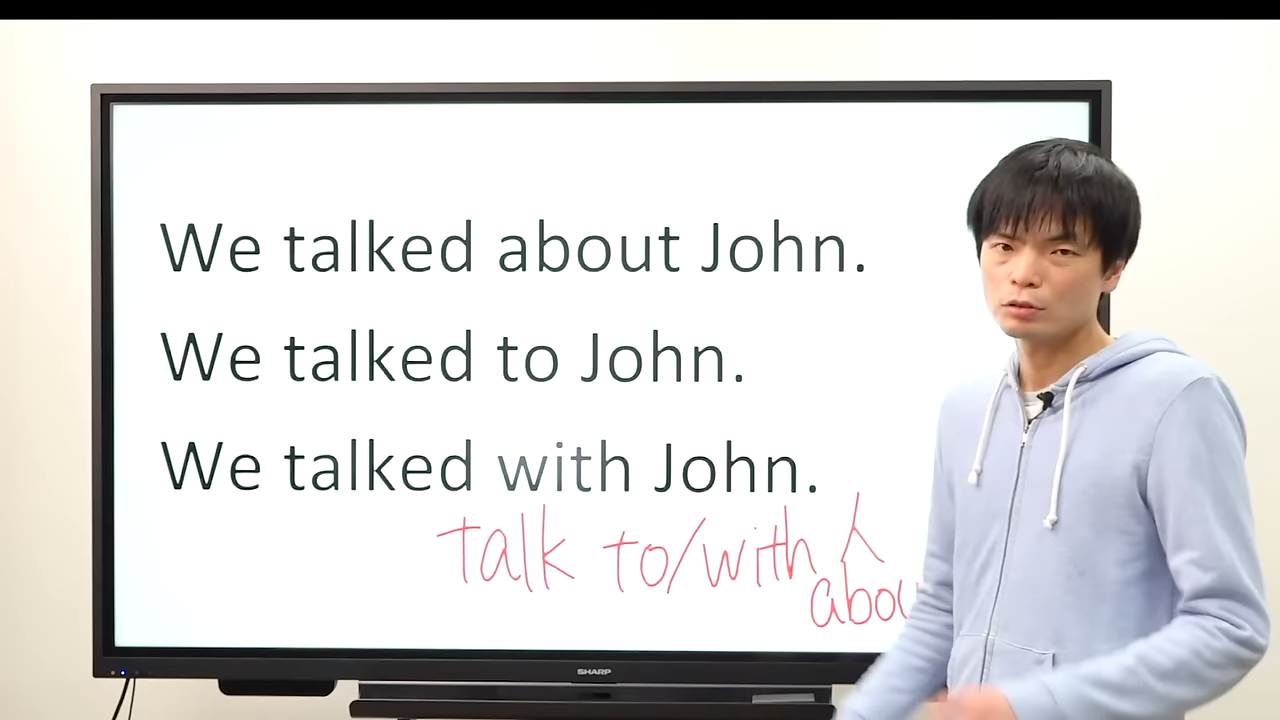 We talked about John.
We talked to John.
We talked with John.
talk to/with 人
SHARP